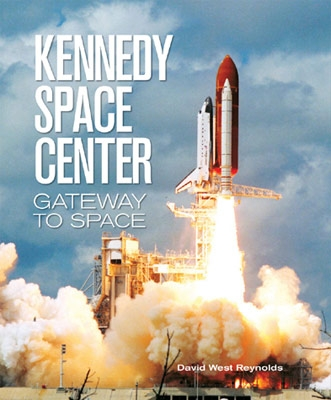 KENNEDY
SPACE
CENTER
GATEWAY
TO SPACE
David West Reynolds